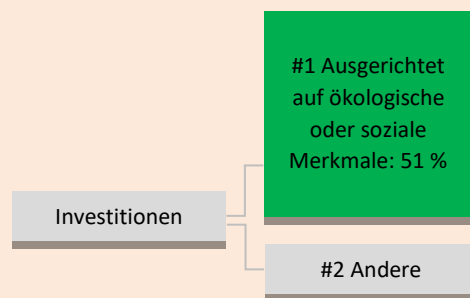 #1 Ausgerichtet
auf ökologische
oder soziale
Merkmale: 51 %
Investitionen
#2 Andere